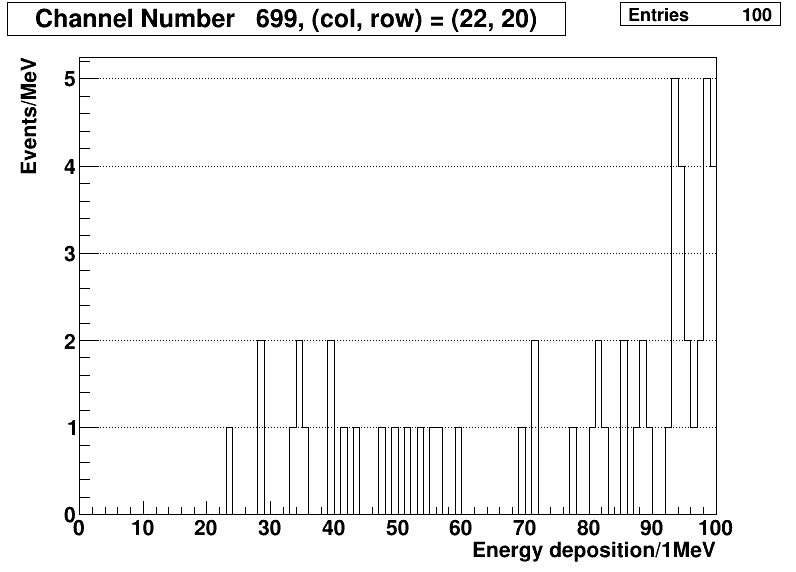 Channel Number 699, (col, row) = (22, 20)
Entries 100
Events/MeV
5
4
3
2
1
0
0 10 20 30 40 50 60 70 80 90 100
Energy deposition/1MeV